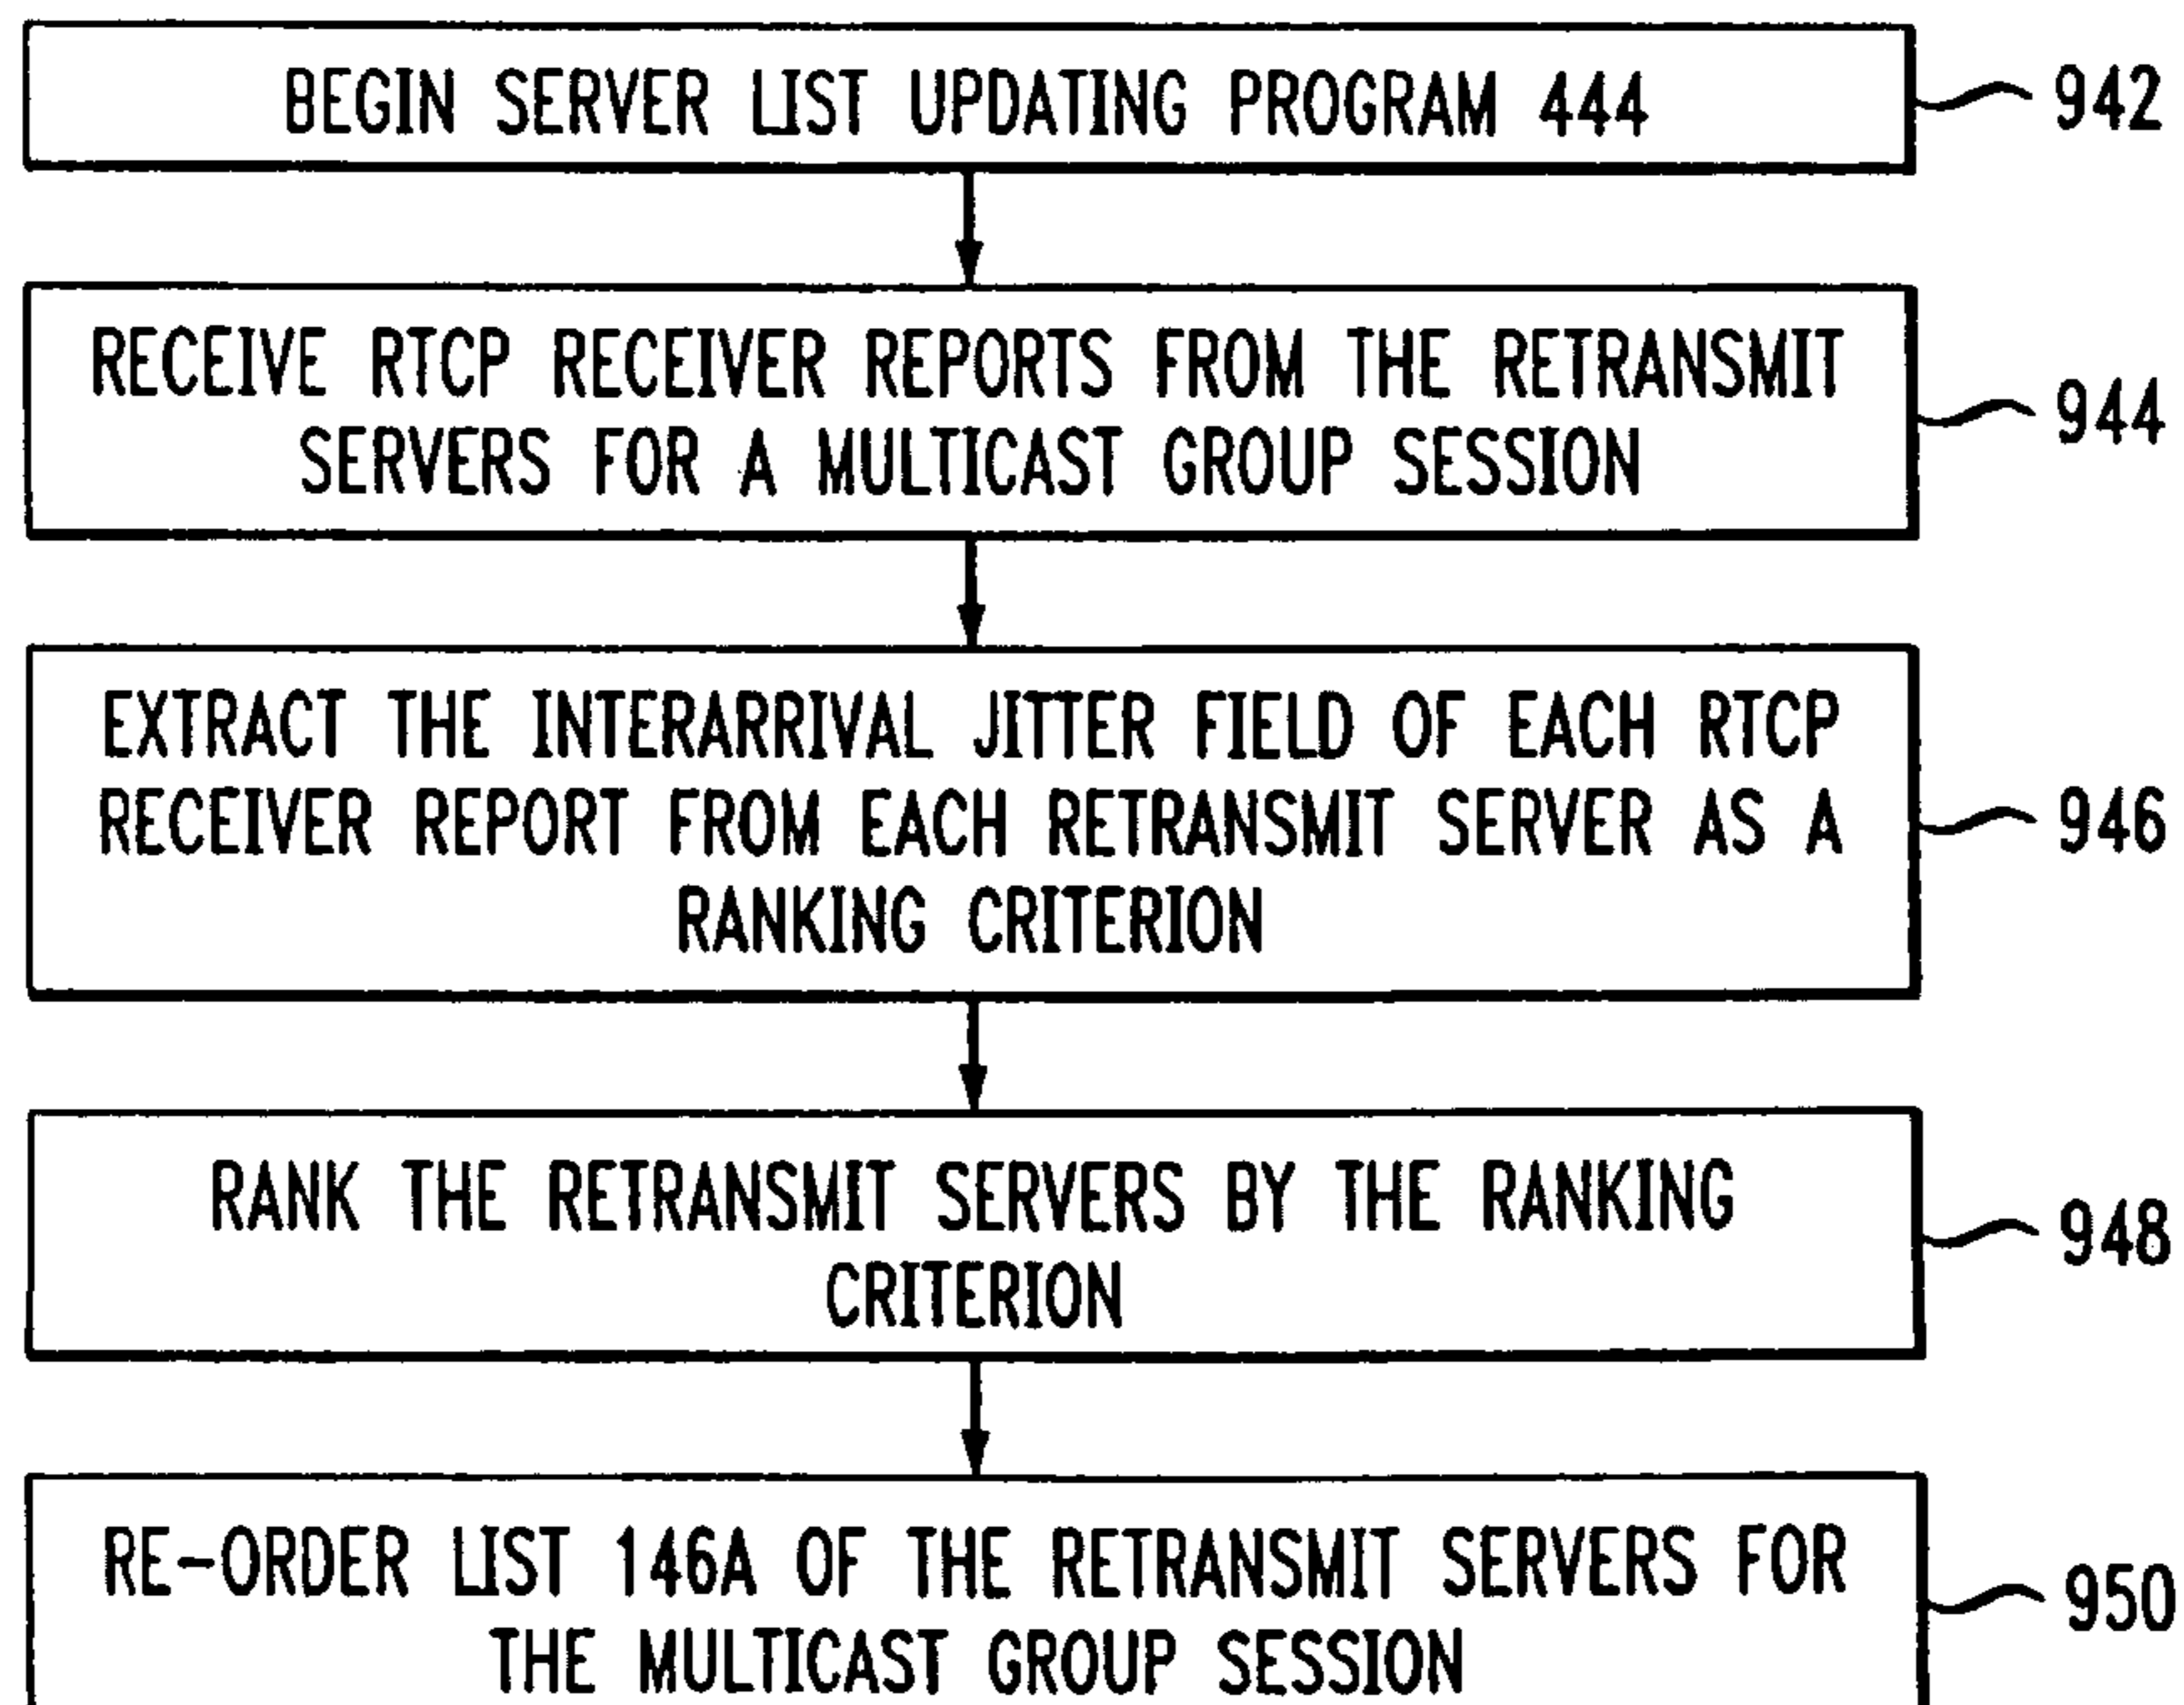 BEGIN SERVER LIST UPDATING PROGRAM 444
942
RECEIVE RTCP RECEIVER REPORTS FROM THE RETRANSMIT
SERVERS FOR A MULTICAST GROUP SESSION
944
EXTRACT THE INTERARRIVAL JITTER FIELD OF EACH RTCP
RECEIVER REPORT FROM EACH RETRANSMIT SERVER AS A
RANKING CRITERION
946
RANK THE RETRANSMIT SERVERS BY THE RANKING
CRITERION
948
RE-ORDER LIST 146A OF THE RETRANSMIT SERVERS FOR
THE MULTICAST GROUP SESSION
950